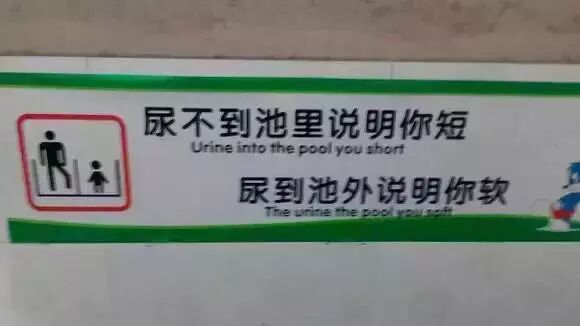 尿不到池里说明你短
Urine into the pool you short
尿到池外说明你软
The urine the pool you soft